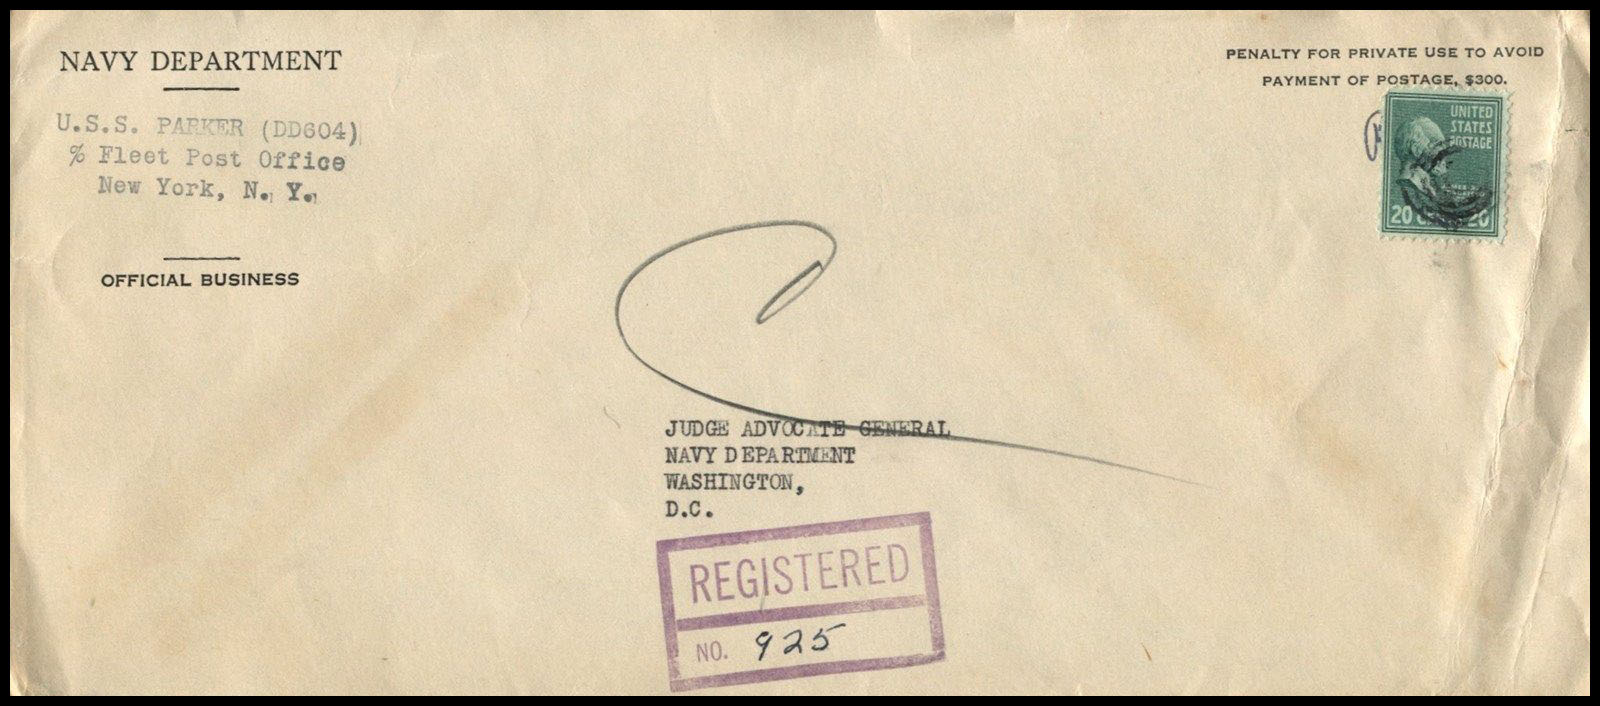 NAVY DEPARTMENT
U.S.S. PARKER (DD604)
% Fleet Post Office
New York, N. Y.
OFFICIAL BUSINESS
PENALTY FOR PRIVATE USE TO AVOID
PAYMENT OF POSTAGE, $300.
UNITED
STATES
POSTAGE
20 20
JUDGE ADVOCATE GENERAL
NAVY DEPARTMENT
WASHINGTON,
D.C.
REGISTERED
NO. 925